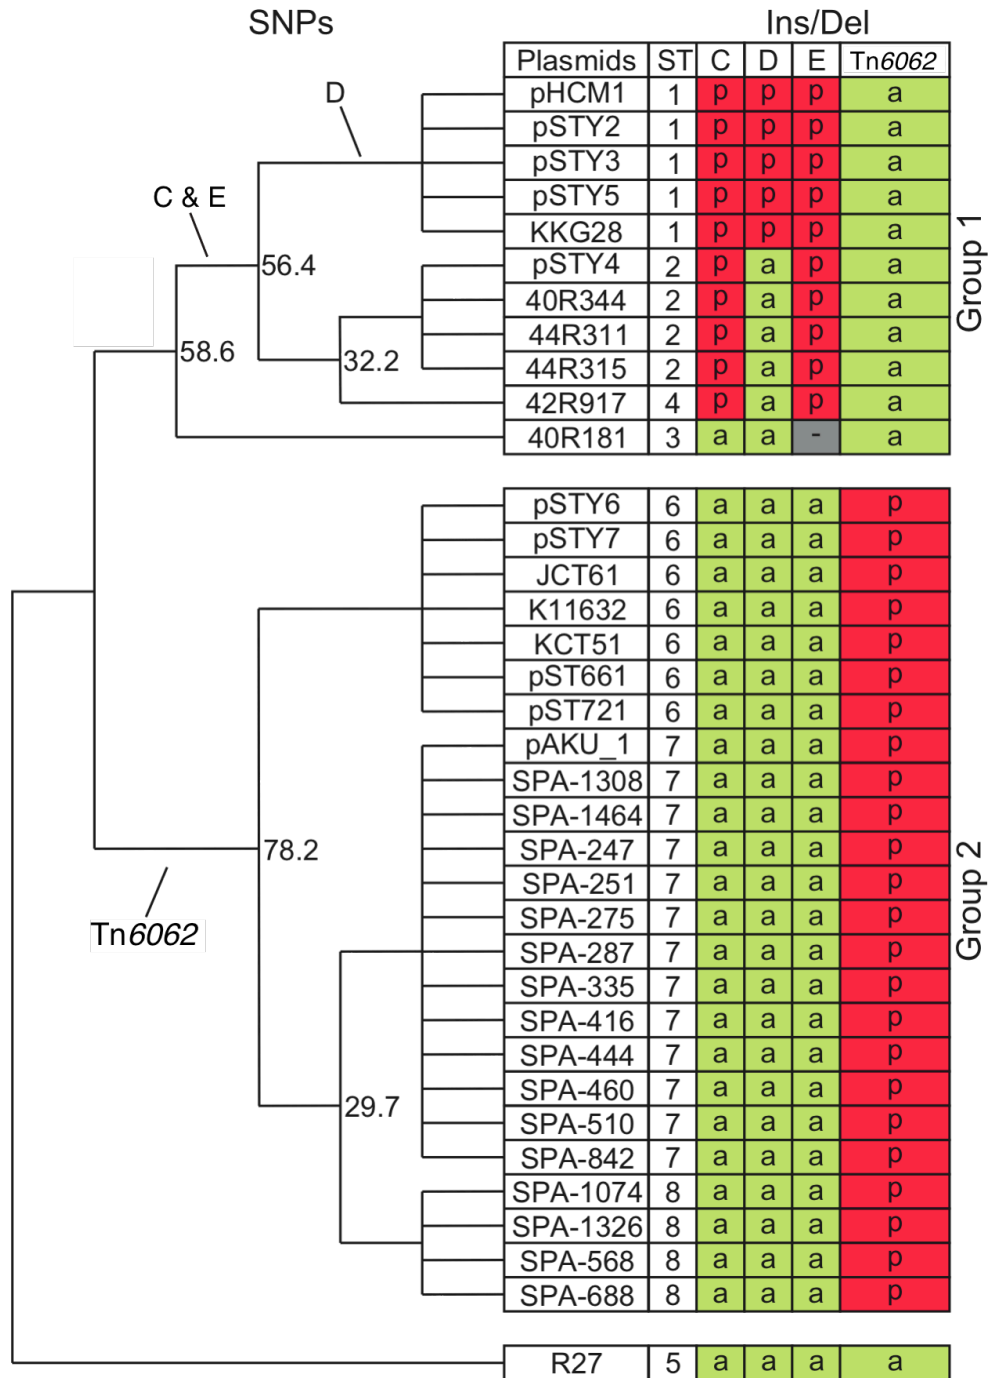 SNPs Ins/Del
Plasmids ST C D E Tn6062
pHCM1 1 p p p a
D
pSTY2 1 p p p a
pSTY3 1 p p p a
pSTY5 1 p p p a
C & E
KKG28 1 p p p a
56.4
pSTY4 2 p a p a
40R344 2 p a p a
44R311 2 p a p a
58.6
32.2
44R315 2 p a p a
42R917 4 p a p a
40R181 3 a a - a
Group 1
pSTY6 6 a a a p
pSTY7 6 a a a p
JCT61 6 a a a p
K11632 6 a a a p
KCT51 6 a a a p
pST661 6 a a a p
pST721 6 a a a p
pAKU_1 7 a a a p
SPA-1308 7 a a a p
SPA-1464 7 a a a p
78.2
SPA-247 7 a a a p
SPA-251 7 a a a p
SPA-275 7 a a a p
Tn6062
SPA-287 7 a a a p
SPA-335 7 a a a p
SPA-416 7 a a a p
SPA-444 7 a a a p
SPA-460 7 a a a p
29.7
SPA-510 7 a a a p
SPA-842 7 a a a p
SPA-1074 8 a a a p
SPA-1326 8 a a a p
SPA-568 8 a a a p
SPA-688 8 a a a p
Group 2
R27 5 a a a a